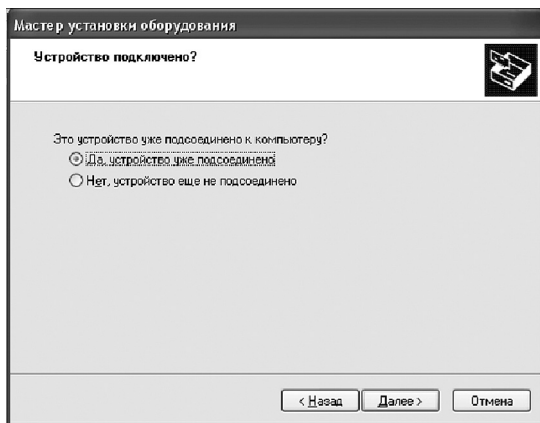 Мастер установки оборудования
Устройство подключено?
Это устройство уже подсоединено к компьютеру?
Да, устройство уже подсоединено
Нет, устройство еще не подсоединено
< Назад Далее > Отмена